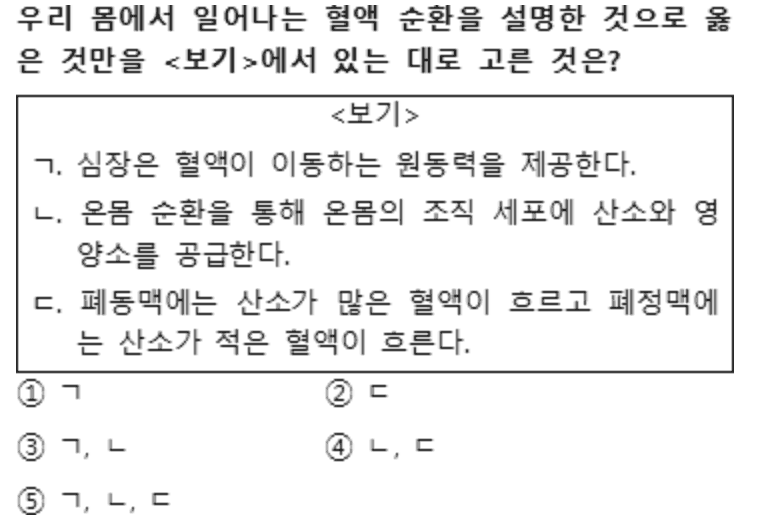 우리 몸에서 일어나는 혈액 순환을 설명한 것으로 옳
은 것만을 <보기>에서 있는 대로 고른 것은?
<보기>
ㄱ. 심장은 혈액이 이동하는 원동력을 제공한다.
ㄴ. 온몸 순환을 통해 온몸의 조직 세포에 산소와 영
양소를 공급한다.
ㄷ. 폐동맥에는 산소가 많은 혈액이 흐르고 폐정맥에
는 산소가 적은 혈액이 흐른다.
① ㄱ ② ㄷ
③ ㄱ, ㄴ ④ ㄴ, ㄷ
⑤ ㄱ, ㄴ, ㄷ